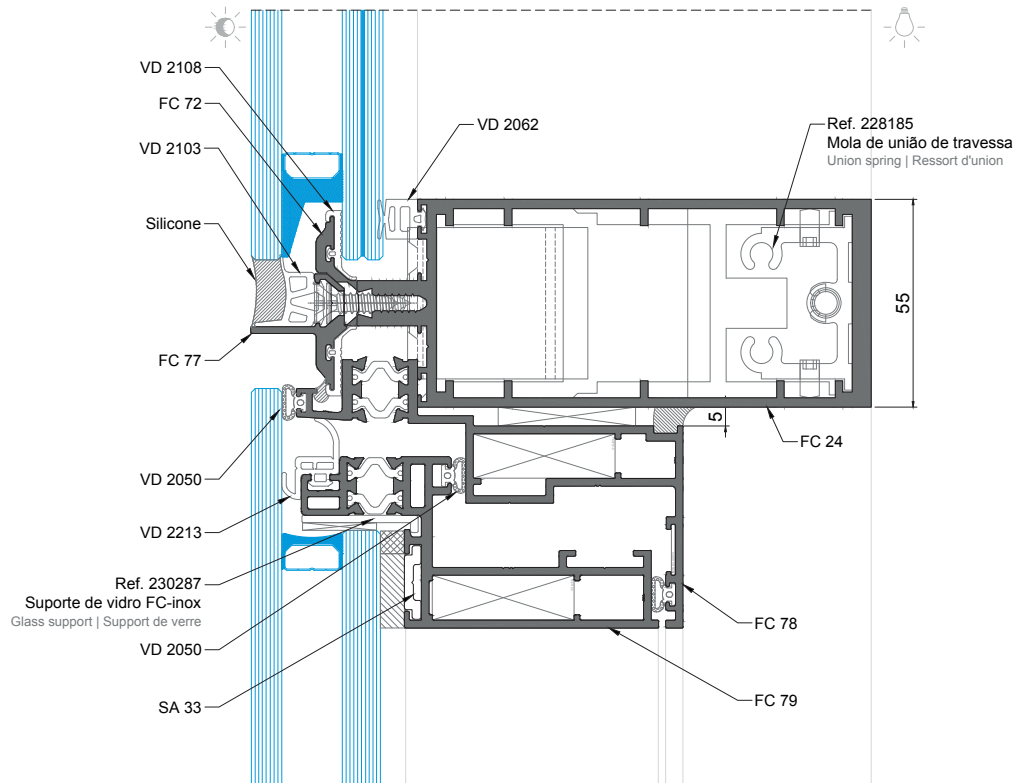 VD 2108
FC 72
VD 2103
Silicone
FC 77
VD 2050
VD 2213
Ref. 230287
Suporte de vidro FC-inox
Glass support | Support de verre
VD 2050
SA 33
VD 2062
Ref. 228185
Mola de união de travessa
Union spring | Ressort d'union
55
5
FC 24
FC 78
FC 79